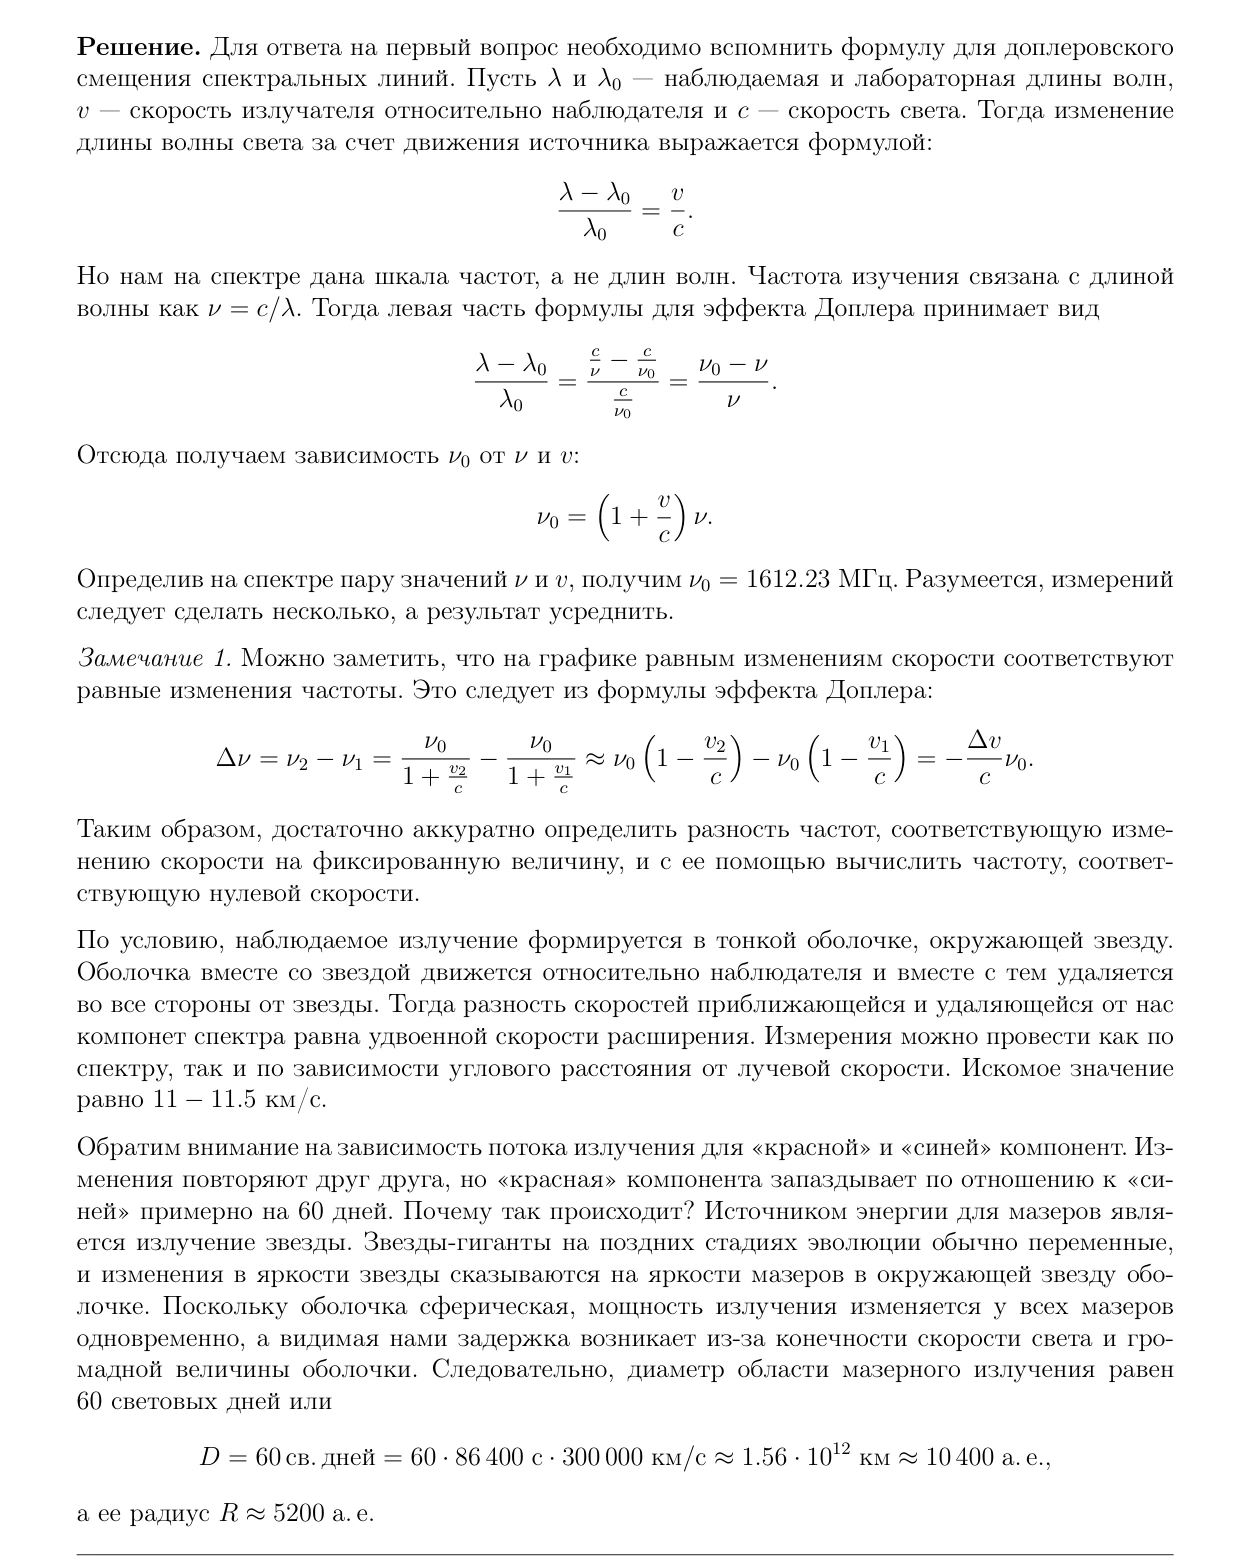 Решение. Для ответа на первый вопрос необходимо вспомнить формулу для доплеровского
смещения спектральных линий. Пусть λ и λ₀ — наблюдаемая и лабораторная длины волн,
v — скорость излучателя относительно наблюдателя и c — скорость света. Тогда изменение
длины волны света за счет движения источника выражается формулой:
(λ − λ₀)/λ₀ = v/c.
Но нам на спектре дана шкала частот, а не длин волн. Частота изучения связана с длиной
волны как ν = c/λ. Тогда левая часть формулы для эффекта Доплера принимает вид
(λ − λ₀)/λ₀ = (c/ν − c/ν₀)/(c/ν₀) = (ν₀ − ν)/ν.
Отсюда получаем зависимость ν₀ от ν и v:
ν₀ = (1 + v/c) ν.
Определив на спектре пару значений ν и v, получим ν₀ = 1612.23 МГц. Разумеется, измерений
следует сделать несколько, а результат усреднить.
Замечание 1. Можно заметить, что на графике равным изменениям скорости соответствуют
равные изменения частоты. Это следует из формулы эффекта Доплера:
Δν = ν₂ − ν₁ = ν₀/(1 + v₂/c) − ν₀/(1 + v₁/c) ≈ ν₀ (1 − v₂/c) − ν₀ (1 − v₁/c) = −(Δv/c) ν₀.
Таким образом, достаточно аккуратно определить разность частот, соответствующую изме-
нению скорости на фиксированную величину, и с ее помощью вычислить частоту, соответ-
ствующую нулевой скорости.
По условию, наблюдаемое излучение формируется в тонкой оболочке, окружающей звезду.
Оболочка вместе со звездой движется относительно наблюдателя и вместе с тем удаляется
во все стороны от звезды. Тогда разность скоростей приближающейся и удаляющейся от нас
компонет спектра равна удвоенной скорости расширения. Измерения можно провести как по
спектру, так и по зависимости углового расстояния от лучевой скорости. Искомое значение
равно 11 − 11.5 км/с.
Обратим внимание на зависимость потока излучения для «красной» и «синей» компонент. Из-
менения повторяют друг друга, но «красная» компонента запаздывает по отношению к «си-
ней» примерно на 60 дней. Почему так происходит? Источником энергии для мазеров явля-
ется излучение звезды. Звезды-гиганты на поздних стадиях эволюции обычно переменные,
и изменения в яркости звезды сказываются на яркости мазеров в окружающей звезду обо-
лочке. Поскольку оболочка сферическая, мощность излучения изменяется у всех мазеров
одновременно, а видимая нами задержка возникает из-за конечности скорости света и гро-
мадной величины оболочки. Следовательно, диаметр области мазерного излучения равен
60 световых дней или
D = 60 св. дней = 60 · 86 400 с · 300 000 км/с ≈ 1.56 · 10¹² км ≈ 10 400 а. е.,
а ее радиус R ≈ 5200 а. е.